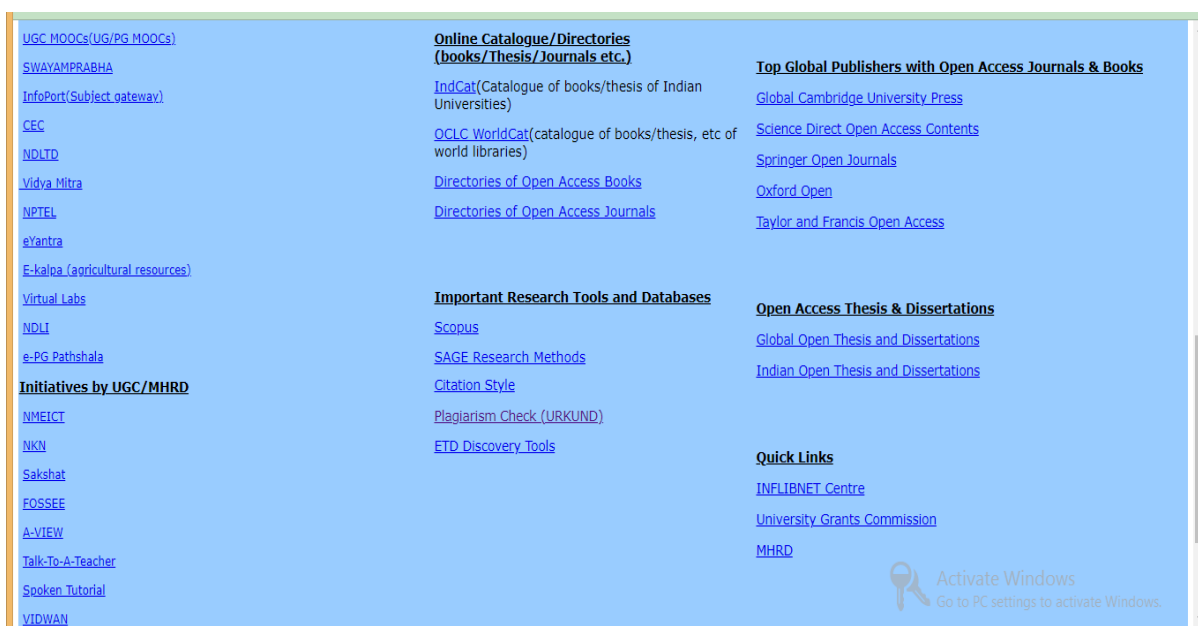 UGC MOOCs(UG/PG MOOCs)
SWAYAMPRABHA
InfoPort(Subject gateway)
CEC
NDLTD
Vidya Mitra
NPTEL
eYantra
E-kalpa (agricultural resources)
Virtual Labs
NDLI
e-PG Pathshala
Initiatives by UGC/MHRD
NMEICT
NKN
Sakshat
FOSSEE
A-VIEW
Talk-To-A-Teacher
Spoken Tutorial
VIDWAN
Online Catalogue/Directories
(books/Thesis/Journals etc.)
IndCat(Catalogue of books/thesis of Indian
Universities)
OCLC WorldCat(catalogue of books/thesis, etc of
world libraries)
Directories of Open Access Books
Directories of Open Access Journals
Important Research Tools and Databases
Scopus
SAGE Research Methods
Citation Style
Plagiarism Check (URKUND)
ETD Discovery Tools
Top Global Publishers with Open Access Journals & Books
Global Cambridge University Press
Science Direct Open Access Contents
Springer Open Journals
Oxford Open
Taylor and Francis Open Access
Open Access Thesis & Dissertations
Global Open Thesis and Dissertations
Indian Open Thesis and Dissertations
Quick Links
INFLIBNET Centre
University Grants Commission
MHRD
Activate Windows
Go to PC settings to activate Windows.